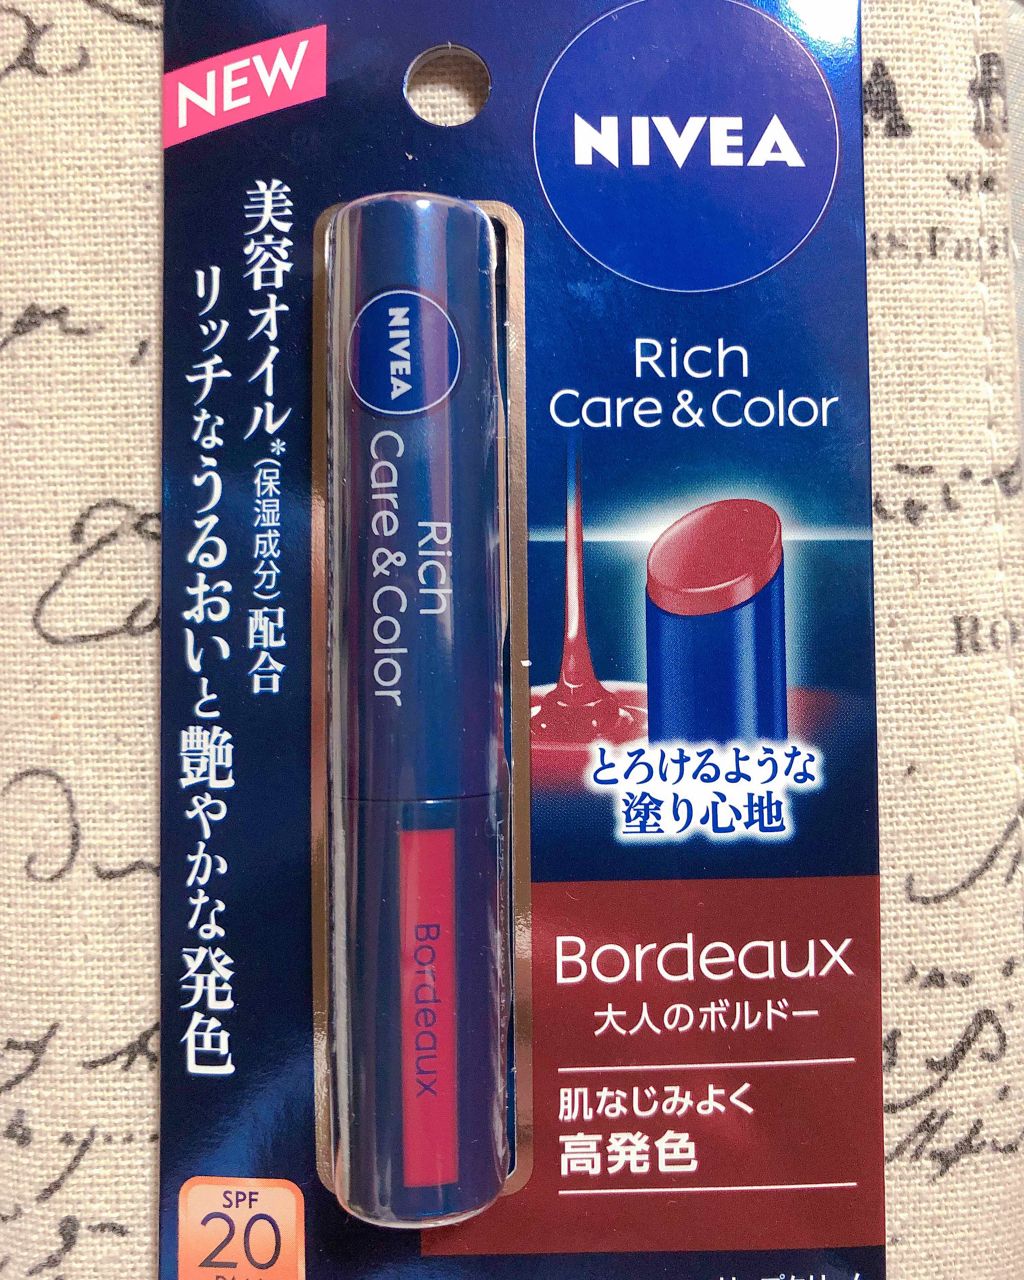 NEW
NIVEA
美容オイル*(保湿成分)配合
リッチなうるおいと艶やかな発色
NIVEA
Rich
Care & Color
Bordeaux
Rich
Care & Color
とろけるような
塗り心地
Bordeaux
大人のボルドー
肌なじみよく
高発色
SPF
20